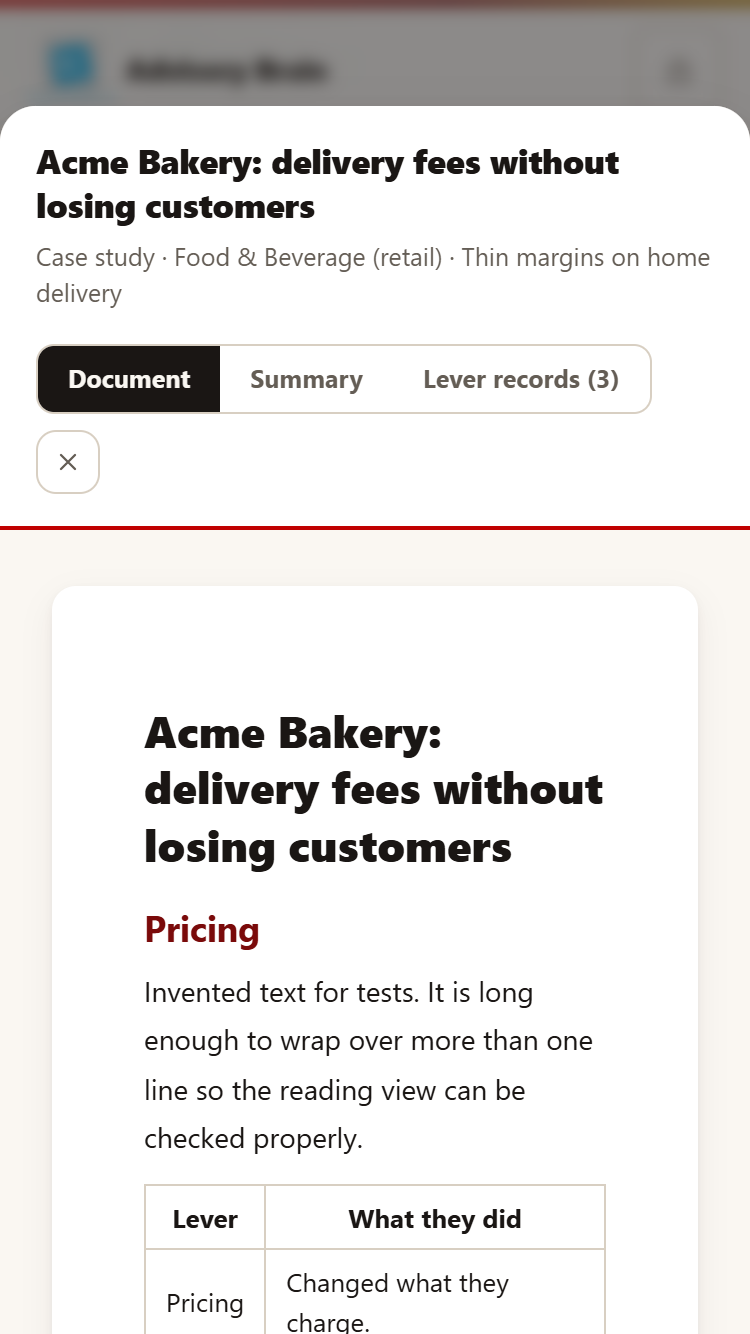 Acme Bakery: delivery fees without
losing customers
Case study · Food & Beverage (retail) · Thin margins on home
delivery
Document
Summary
Lever records (3)
Acme Bakery:
delivery fees without
losing customers
Pricing
Invented text for tests. It is long
enough to wrap over more than one
line so the reading view can be
checked properly.
Lever
What they did
Pricing
Changed what they
charge.